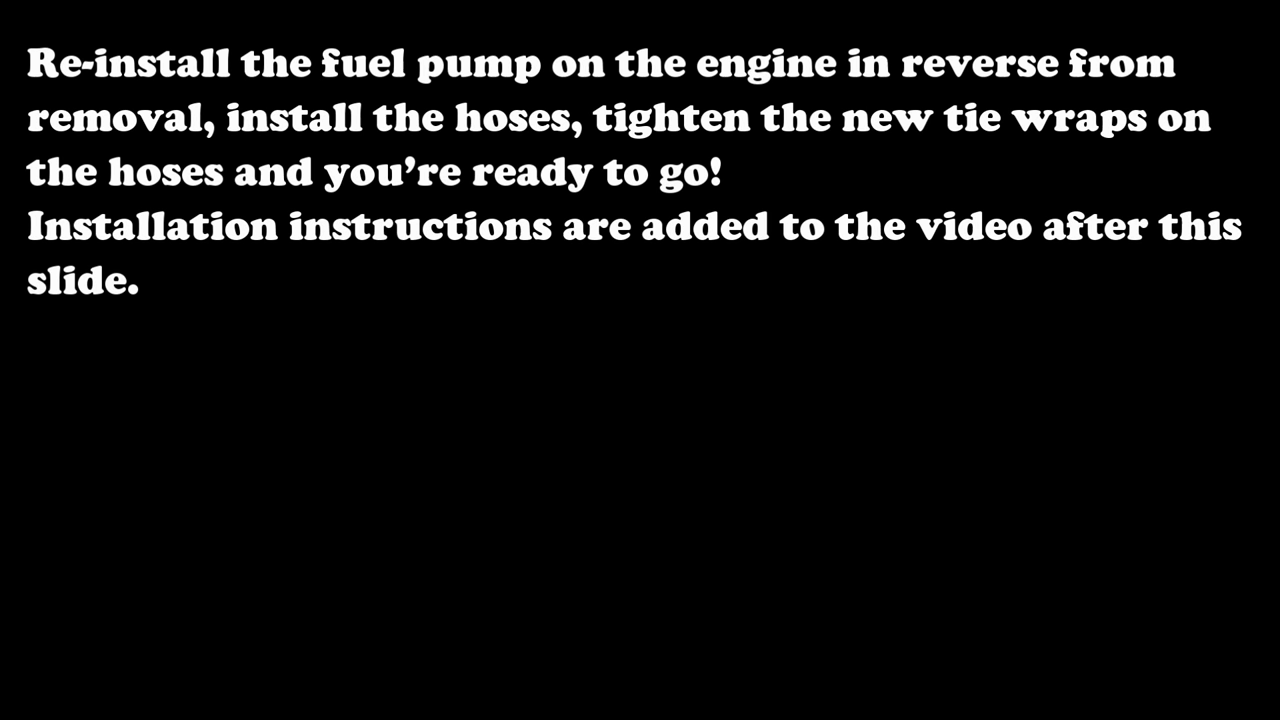 Re-install the fuel pump on the engine in reverse from
removal, install the hoses, tighten the new tie wraps on
the hoses and you’re ready to go!
Installation instructions are added to the video after this
slide.